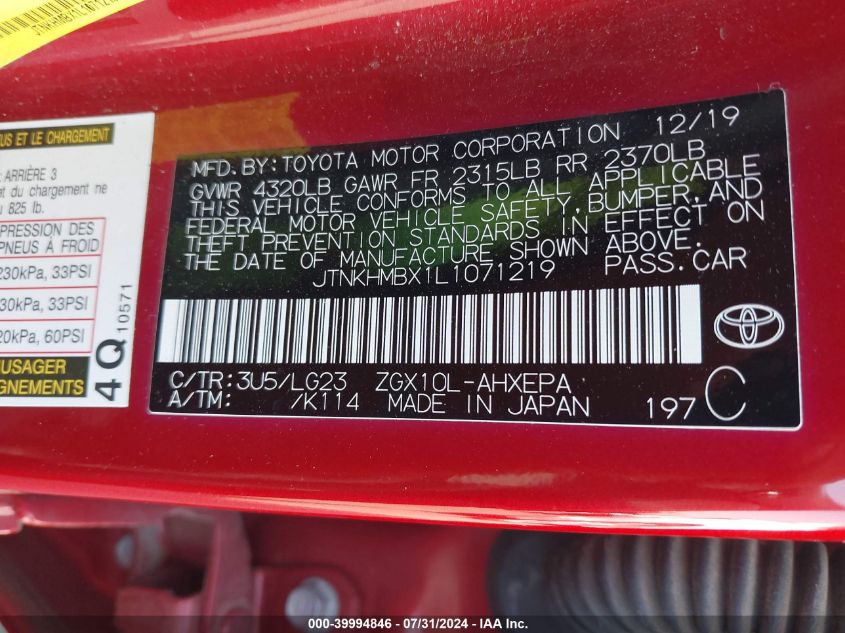 JTNKHMBX1L1071219
US ET LE CHARGEMENT
ARRIÈRE 3
et du chargement ne
825 lb.
PRESSION DES
PNEUS À FROID
230kPa, 33PSI
30kPa, 33PSI
20kPa, 60PSI
USAGER
GNEMENTS
4Q 10571
MFD. BY: TOYOTA MOTOR CORPORATION 12/19
GVWR 4320LB GAWR FR 2315LB RR 2370LB
THIS VEHICLE CONFORMS TO ALL APPLICABLE
FEDERAL MOTOR VEHICLE SAFETY, BUMPER, AND
THEFT PREVENTION STANDARDS IN EFFECT ON
THE DATE OF MANUFACTURE SHOWN ABOVE.
JTNKHMBX1L1071219 PASS. CAR
C/TR: 3U5/LG23 ZGX10L-AHXEPA
A/TM: /K114 MADE IN JAPAN 197 C
000-39994846 - 07/31/2024 - IAA Inc.